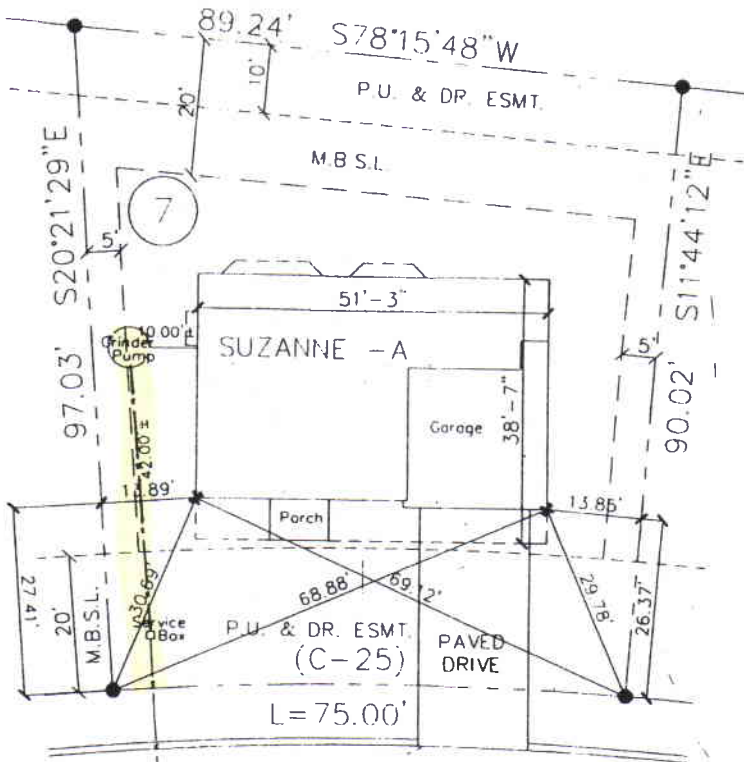 89.24'
S78°15'48"W
10'
20'
P.U. & DR. ESMT.
M.B.S.L.
S20°21'29"E
S11°44'12"E
7
5'
51'-3"
10.00'±
Grinder
Pump
SUZANNE -A
5'
97.03'
90.02'
Garage
38'-7"
42.00'±
13.85'
Porch
27.41'
20'
M.B.S.L.
30.69'
68.88'
69.12'
29.78'
26.37'
Service
Box
P.U. & DR. ESMT.
(C-25)
PAVED
DRIVE
L=75.00'